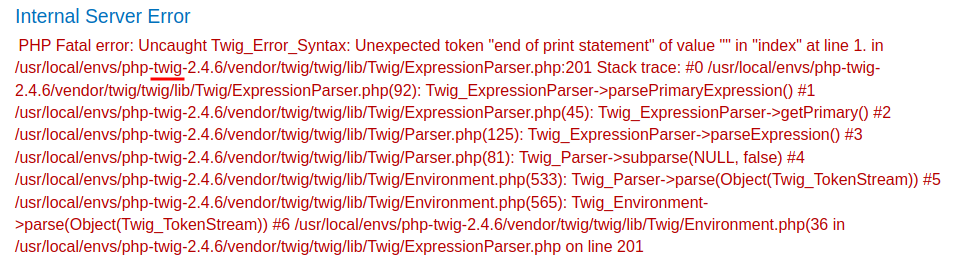 Internal Server Error
PHP Fatal error: Uncaught Twig_Error_Syntax: Unexpected token "end of print statement" of value "" in "index" at line 1. in
/usr/local/envs/php-twig-2.4.6/vendor/twig/twig/lib/Twig/ExpressionParser.php:201 Stack trace: #0 /usr/local/envs/php-twig-
2.4.6/vendor/twig/twig/lib/Twig/ExpressionParser.php(92): Twig_ExpressionParser->parsePrimaryExpression() #1
/usr/local/envs/php-twig-2.4.6/vendor/twig/twig/lib/Twig/ExpressionParser.php(45): Twig_ExpressionParser->getPrimary() #2
/usr/local/envs/php-twig-2.4.6/vendor/twig/twig/lib/Twig/Parser.php(125): Twig_ExpressionParser->parseExpression() #3
/usr/local/envs/php-twig-2.4.6/vendor/twig/twig/lib/Twig/Parser.php(81): Twig_Parser->subparse(NULL, false) #4
/usr/local/envs/php-twig-2.4.6/vendor/twig/twig/lib/Twig/Environment.php(533): Twig_Parser->parse(Object(Twig_TokenStream)) #5
/usr/local/envs/php-twig-2.4.6/vendor/twig/twig/lib/Twig/Environment.php(565): Twig_Environment-
>parse(Object(Twig_TokenStream)) #6 /usr/local/envs/php-twig-2.4.6/vendor/twig/twig/lib/Twig/Environment.php(36 in
/usr/local/envs/php-twig-2.4.6/vendor/twig/twig/lib/Twig/ExpressionParser.php on line 201